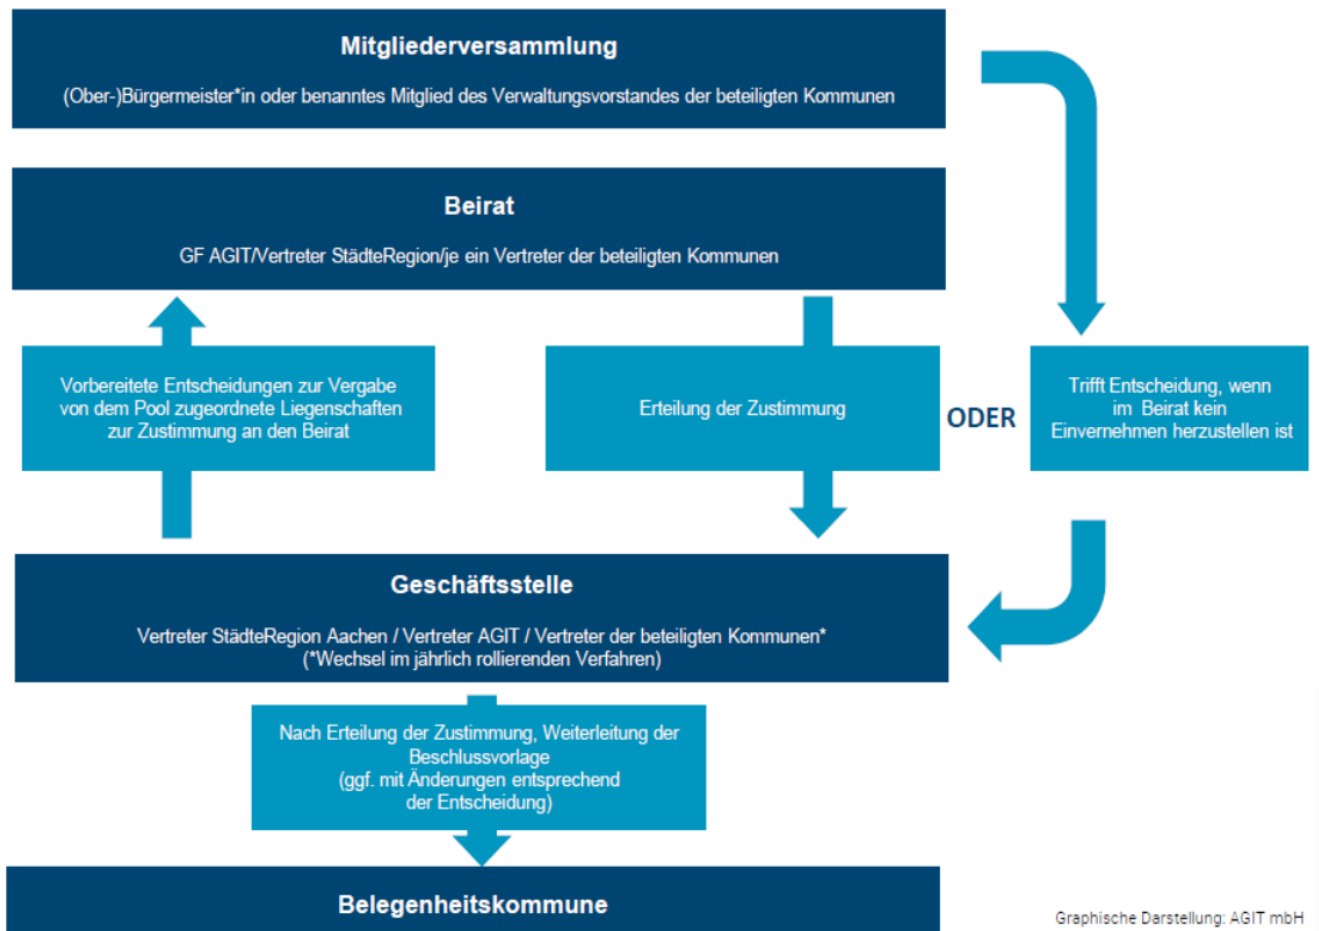 Mitgliederversammlung
(Ober-)Bürgermeister*in oder benanntes Mitglied des Verwaltungsvorstandes der beteiligten Kommunen
Beirat
GF AGIT/Vertreter StädteRegion/je ein Vertreter der beteiligten Kommunen
Vorbereitete Entscheidungen zur Vergabe
von dem Pool zugeordnete Liegenschaften
zur Zustimmung an den Beirat
Erteilung der Zustimmung
ODER
Trifft Entscheidung, wenn
im Beirat kein
Einvernehmen herzustellen ist
Geschäftsstelle
Vertreter StädteRegion Aachen / Vertreter AGIT / Vertreter der beteiligten Kommunen*
(*Wechsel im jährlich rollierenden Verfahren)
Nach Erteilung der Zustimmung, Weiterleitung der
Beschlussvorlage
(ggf. mit Änderungen entsprechend
der Entscheidung)
Belegenheitskommune
Graphische Darstellung: AGIT mbH